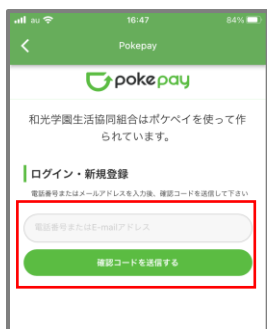 au 16:47 84%
Pokepay
pokepay
和光学園生活協同組合はポケペイを使って作
られています。
ログイン・新規登録
電話番号またはメールアドレスを入力後、確認コードを送信して下さい
電話番号またはE-mailアドレス
確認コードを送信する